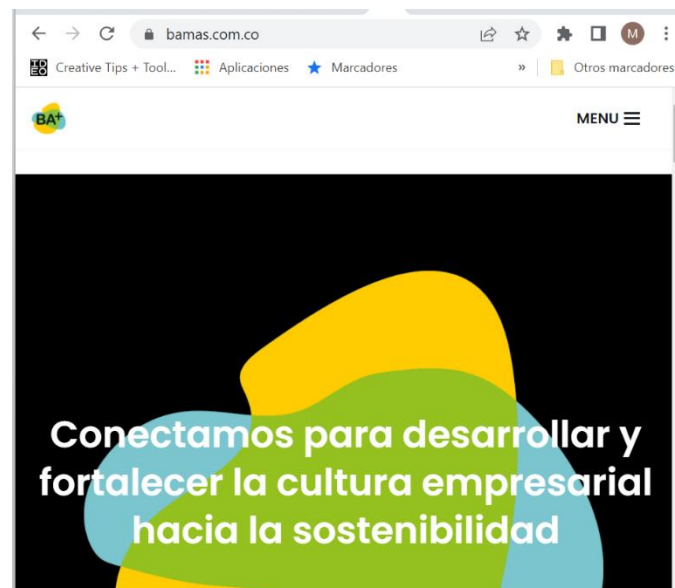 bamas.com.co
M
Creative Tips + Tool... Aplicaciones Marcadores » Otros marcadores
BA+
MENU
Conectamos para desarrollar y
fortalecer la cultura empresarial
hacia la sostenibilidad